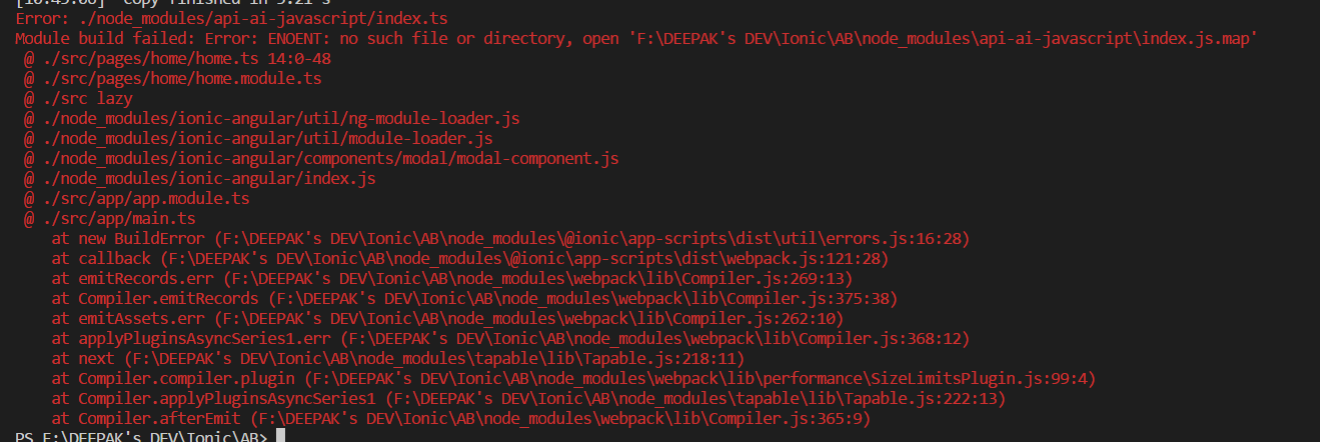 [10:49:00]  copy finished in 9.21 s
Error: ./node_modules/api-ai-javascript/index.ts
Module build failed: Error: ENOENT: no such file or directory, open 'F:\DEEPAK's DEV\Ionic\AB\node_modules\api-ai-javascript\index.js.map'
 @ ./src/pages/home/home.ts 14:0-48
 @ ./src/pages/home/home.module.ts
 @ ./src lazy
 @ ./node_modules/ionic-angular/util/ng-module-loader.js
 @ ./node_modules/ionic-angular/util/module-loader.js
 @ ./node_modules/ionic-angular/components/modal/modal-component.js
 @ ./node_modules/ionic-angular/index.js
 @ ./src/app/app.module.ts
 @ ./src/app/main.ts
    at new BuildError (F:\DEEPAK's DEV\Ionic\AB\node_modules\@ionic\app-scripts\dist\util\errors.js:16:28)
    at callback (F:\DEEPAK's DEV\Ionic\AB\node_modules\@ionic\app-scripts\dist\webpack.js:121:28)
    at emitRecords.err (F:\DEEPAK's DEV\Ionic\AB\node_modules\webpack\lib\Compiler.js:269:13)
    at Compiler.emitRecords (F:\DEEPAK's DEV\Ionic\AB\node_modules\webpack\lib\Compiler.js:375:38)
    at emitAssets.err (F:\DEEPAK's DEV\Ionic\AB\node_modules\webpack\lib\Compiler.js:262:10)
    at applyPluginsAsyncSeries1.err (F:\DEEPAK's DEV\Ionic\AB\node_modules\webpack\lib\Compiler.js:368:12)
    at next (F:\DEEPAK's DEV\Ionic\AB\node_modules\tapable\lib\Tapable.js:218:11)
    at Compiler.compiler.plugin (F:\DEEPAK's DEV\Ionic\AB\node_modules\webpack\lib\performance\SizeLimitsPlugin.js:99:4)
    at Compiler.applyPluginsAsyncSeries1 (F:\DEEPAK's DEV\Ionic\AB\node_modules\tapable\lib\Tapable.js:222:13)
    at Compiler.afterEmit (F:\DEEPAK's DEV\Ionic\AB\node_modules\webpack\lib\Compiler.js:365:9)
PS F:\DEEPAK's DEV\Ionic\AB>